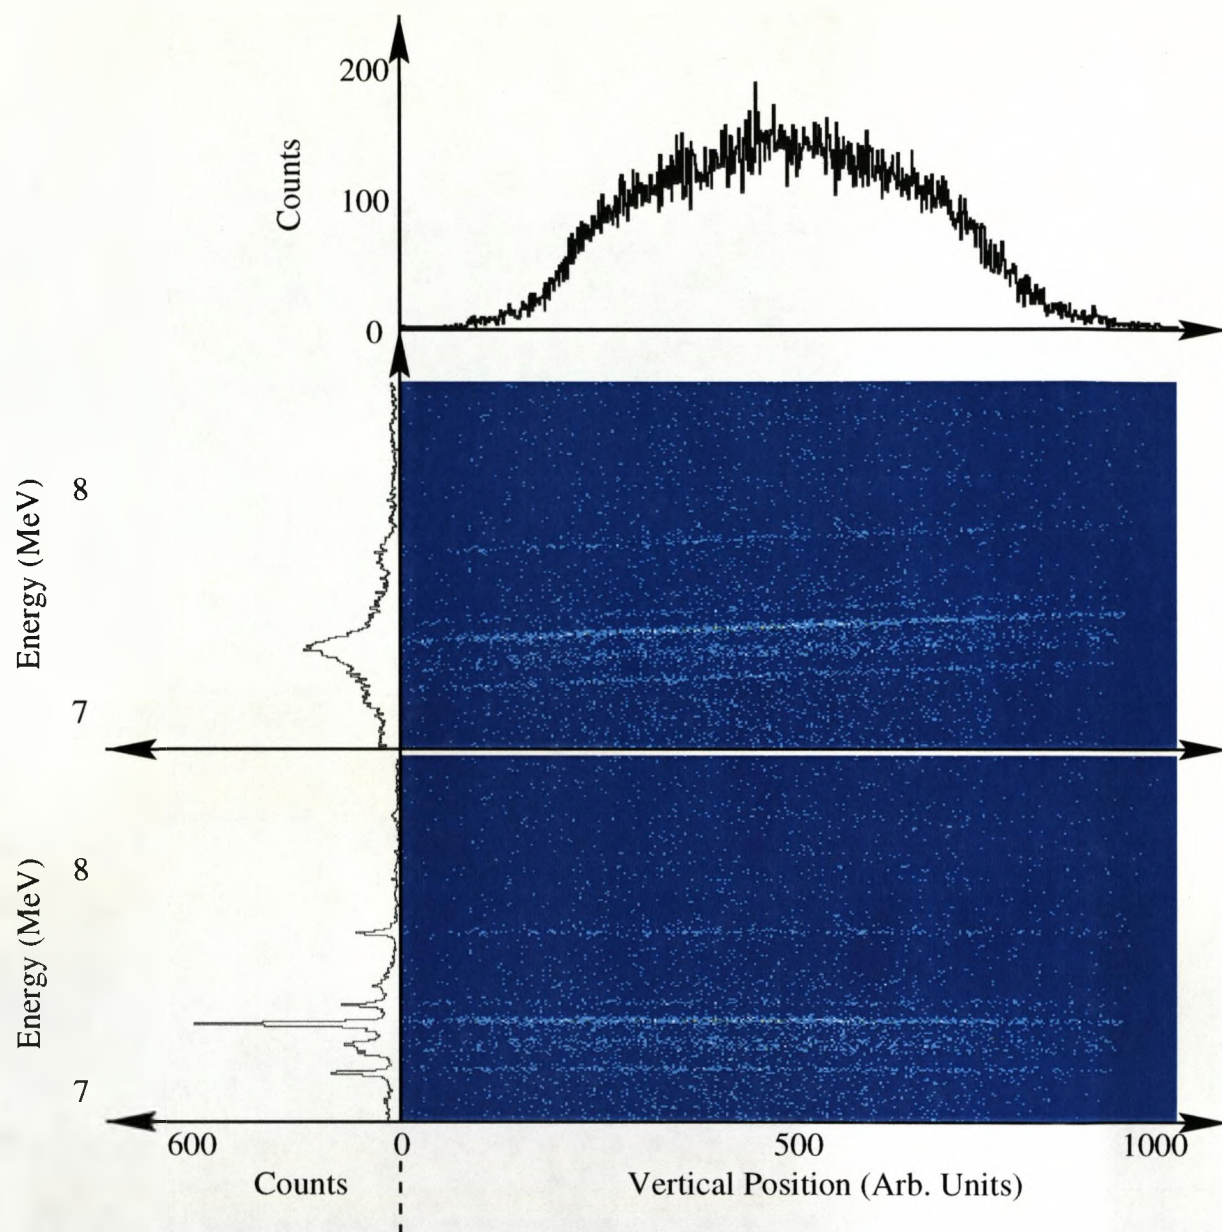 200
Counts
100
0
8
Energy (MeV)
7
8
Energy (MeV)
7
600 0 500 1000
Counts Vertical Position (Arb. Units)